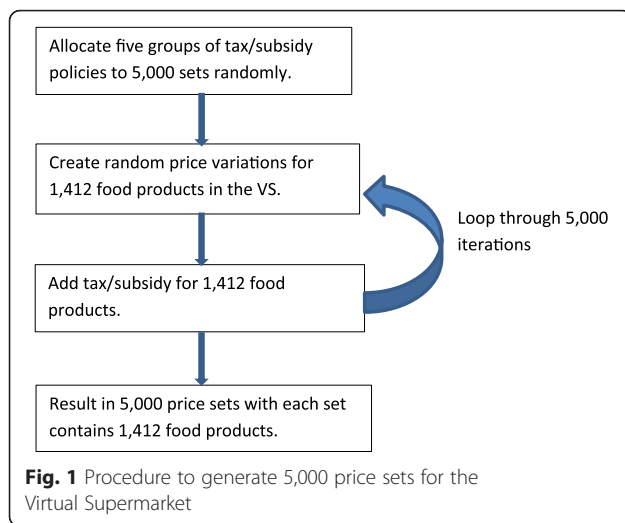 Allocate five groups of tax/subsidy
policies to 5,000 sets randomly.
Create random price variations for
1,412 food products in the VS.
Loop through 5,000
iterations
Add tax/subsidy for 1,412 food
products.
Result in 5,000 price sets with each set
contains 1,412 food products.
Fig. 1 Procedure to generate 5,000 price sets for the
Virtual Supermarket